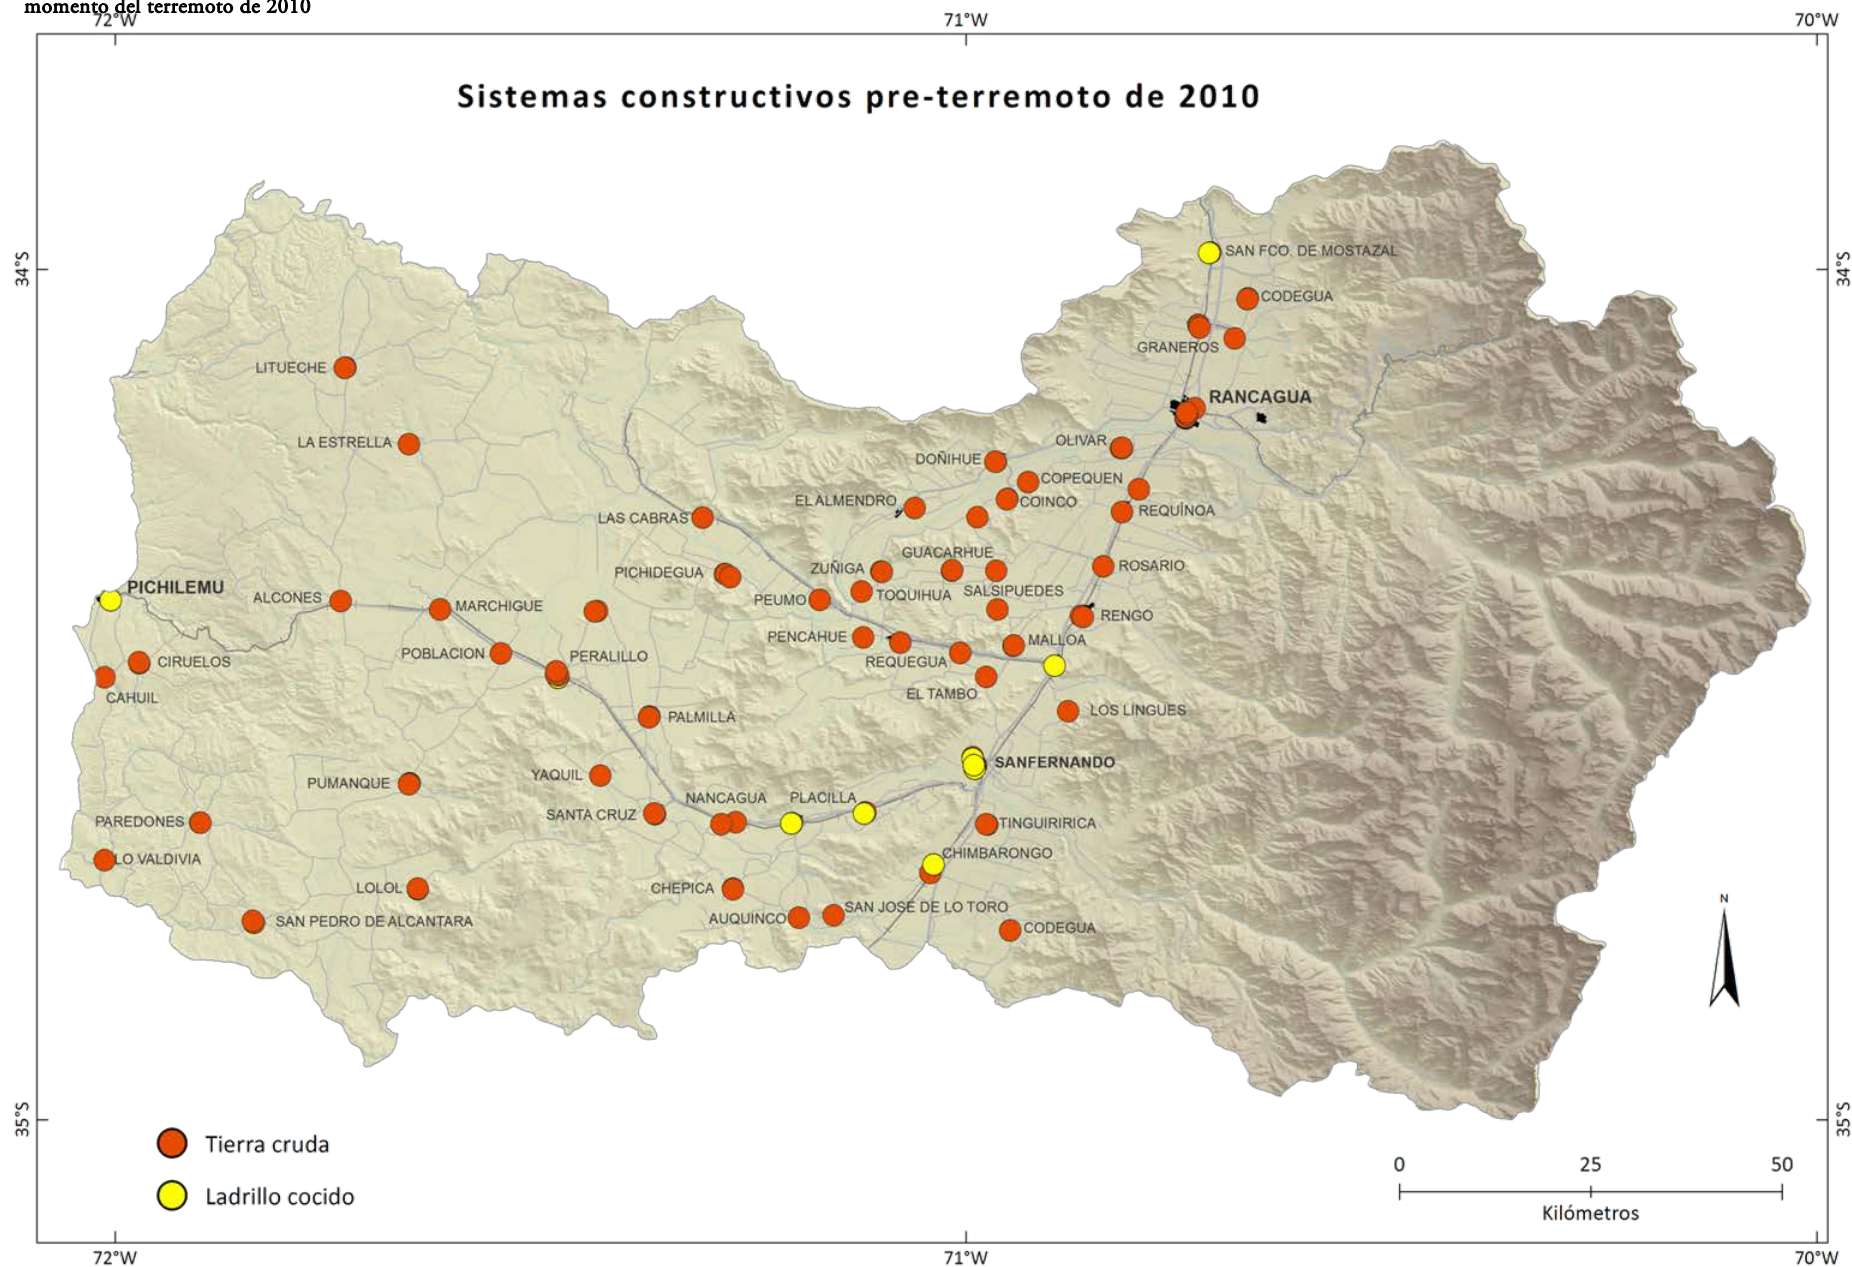 momento del terremoto de 2010
72°W
71°W
70°W
Sistemas constructivos pre-terremoto de 2010
34°S
34°S
SAN FCO. DE MOSTAZAL
CODEGUA
GRANEROS
LITUECHE
RANCAGUA
LA ESTRELLA
OLIVAR
DOÑIHUE
COPEQUEN
EL ALMENDRO
COINCO
LAS CABRAS
REQUÍNOA
GUACARHUE
PICHIDEGUA
ZUÑIGA
ROSARIO
PICHILEMU
ALCONES
MARCHIGUE
PEUMO
TOQUIHUA
SALSIPUEDES
RENGO
PENCAHUE
MALLOA
POBLACION
PERALILLO
REQUEGUA
CIRUELOS
CAHUIL
EL TAMBO
PALMILLA
LOS LINGUES
SANFERNANDO
PUMANQUE
YAQUIL
NANCAGUA
PLACILLA
SANTA CRUZ
PAREDONES
TINGUIRIRICA
LO VALDIVIA
CHIMBARONGO
LOLOL
CHEPICA
SAN PEDRO DE ALCANTARA
AUQUINCO
SAN JOSE DE LO TORO
CODEGUA
N
35°S
35°S
Tierra cruda
Ladrillo cocido
0
25
50
Kilómetros
72°W
71°W
70°W